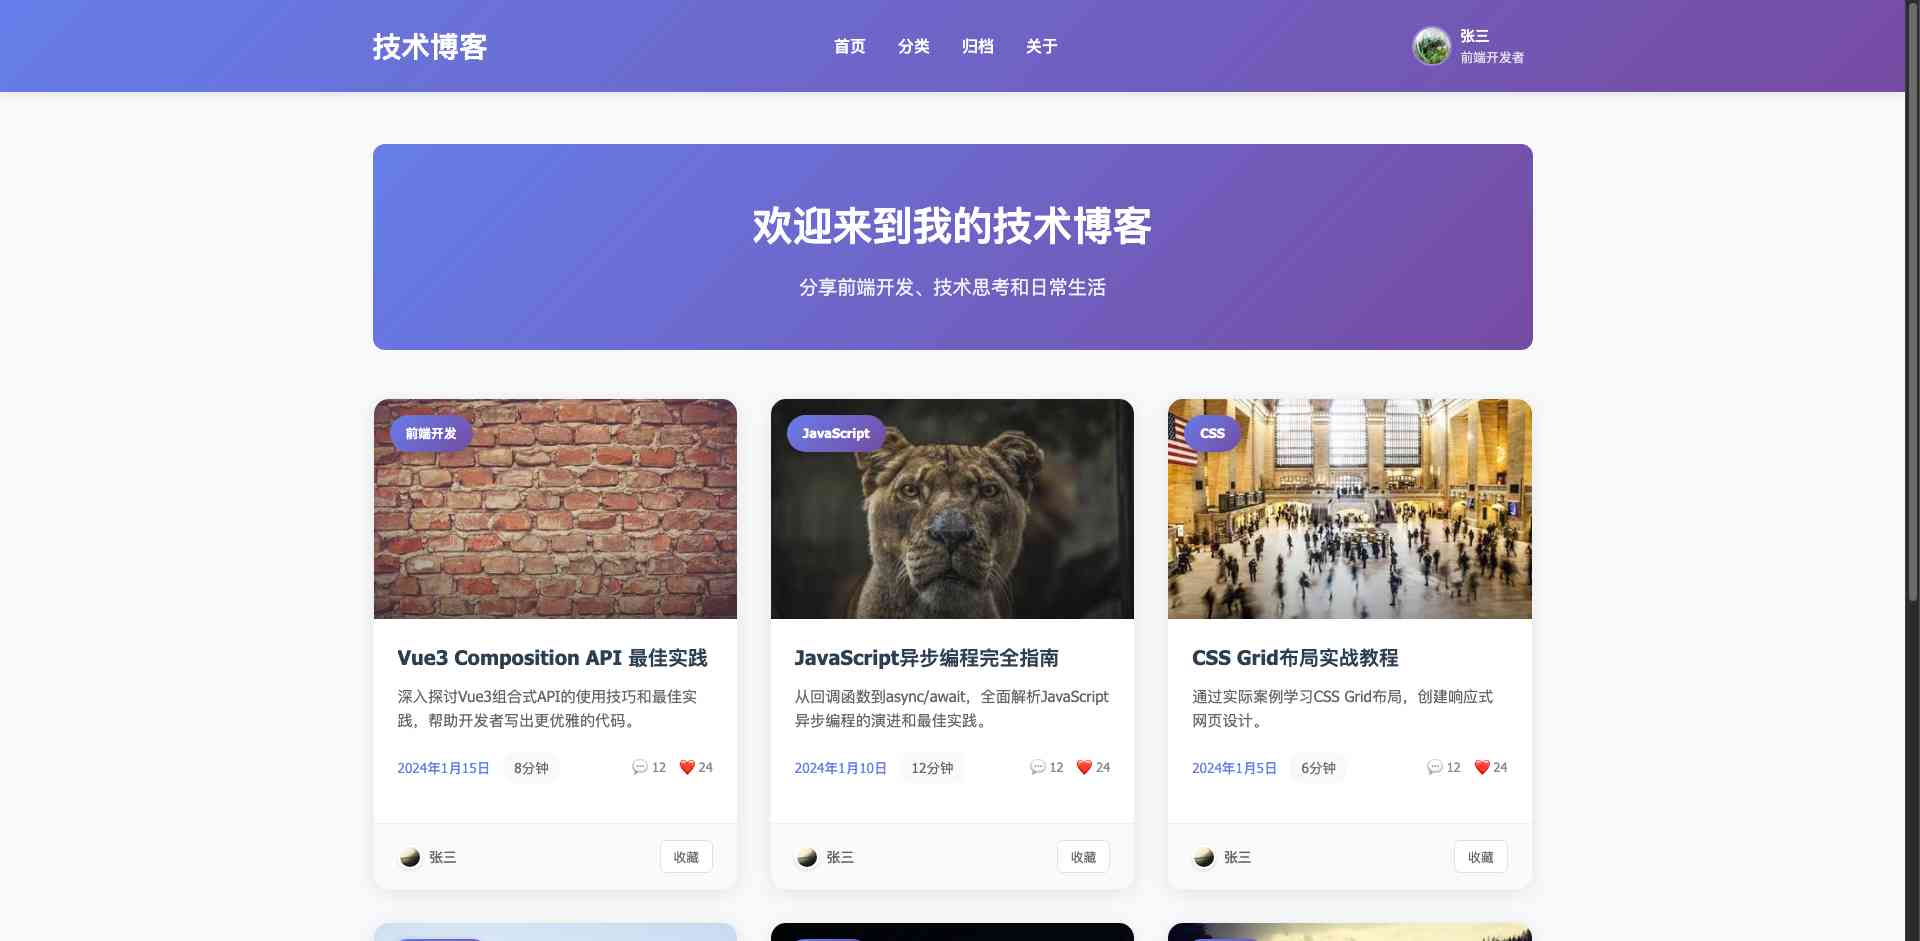 技术博客
首页 分类 归档 关于
张三
前端开发者
欢迎来到我的技术博客
分享前端开发、技术思考和日常生活
前端开发
Vue3 Composition API 最佳实践
深入探讨Vue3组合式API的使用技巧和最佳实
践，帮助开发者写出更优雅的代码。
2024年1月15日 8分钟 12 24
张三 收藏
JavaScript
JavaScript异步编程完全指南
从回调函数到async/await，全面解析JavaScript
异步编程的演进和最佳实践。
2024年1月10日 12分钟 12 24
张三 收藏
CSS
CSS Grid布局实战教程
通过实际案例学习CSS Grid布局，创建响应式
网页设计。
2024年1月5日 6分钟 12 24
张三 收藏